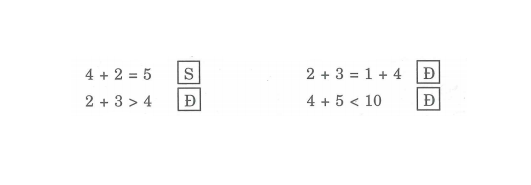 4 + 2 = 5 S
2 + 3 > 4 Đ
2 + 3 = 1 + 4 Đ
4 + 5 < 10 Đ